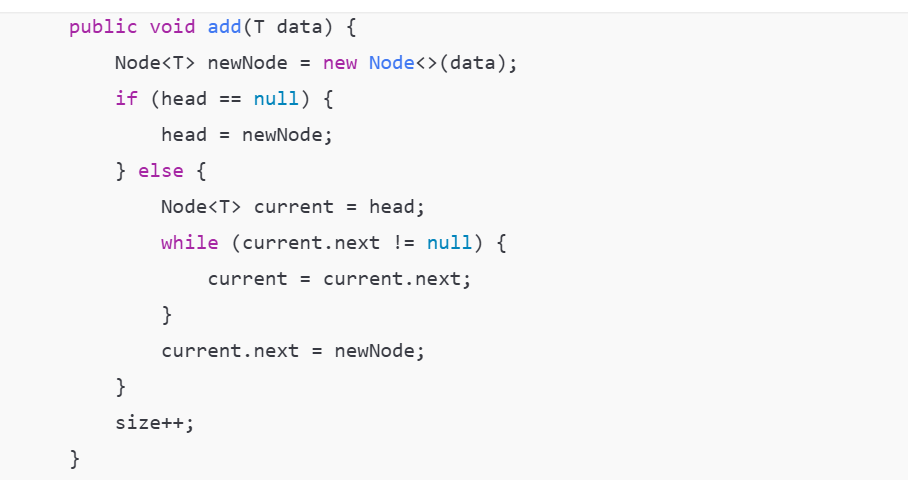 public void add(T data) {
    Node<T> newNode = new Node<>(data);
    if (head == null) {
        head = newNode;
    } else {
        Node<T> current = head;
        while (current.next != null) {
            current = current.next;
        }
        current.next = newNode;
    }
    size++;
}